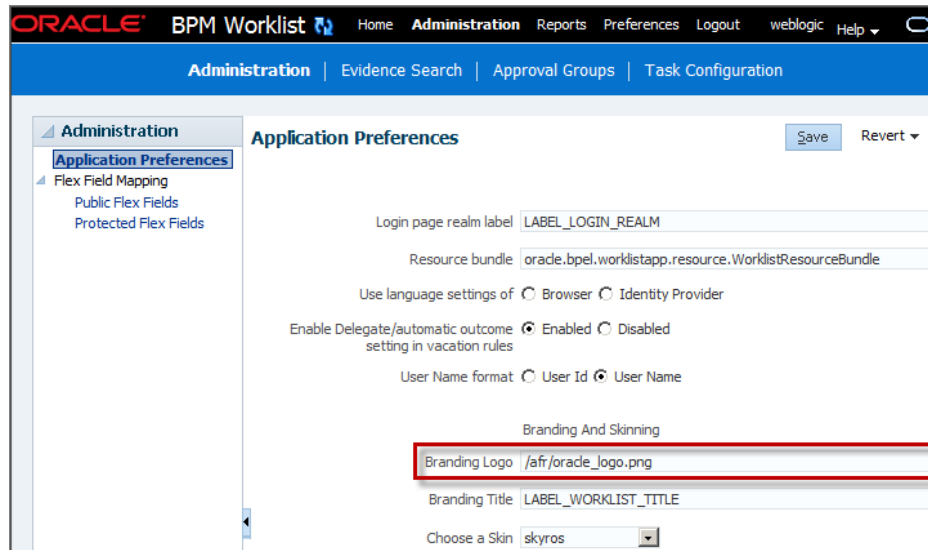 ORACLE BPM Worklist Home Administration Reports Preferences Logout weblogic Help
Administration | Evidence Search | Approval Groups | Task Configuration
Administration
Application Preferences
Flex Field Mapping
Public Flex Fields
Protected Flex Fields
Application Preferences Save Revert
Login page realm label LABEL_LOGIN_REALM
Resource bundle oracle.bpel.worklistapp.resource.WorklistResourceBundle
Use language settings of Browser Identity Provider
Enable Delegate/automatic outcome Enabled Disabled
setting in vacation rules
User Name format User Id User Name
Branding And Skinning
Branding Logo /afr/oracle_logo.png
Branding Title LABEL_WORKLIST_TITLE
Choose a Skin skyros